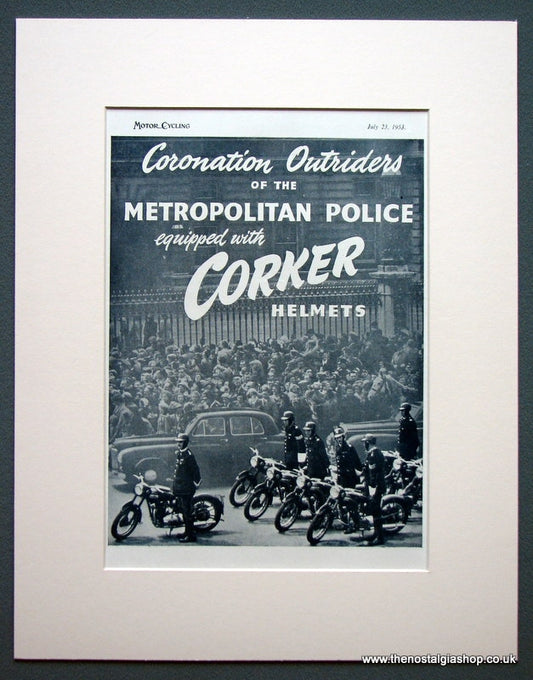 MOTOR CYCLING
July 23, 1953.
Coronation Outriders
OF THE
METROPOLITAN POLICE
equipped with
CORKER
HELMETS
www.thenostalgiashop.co.uk